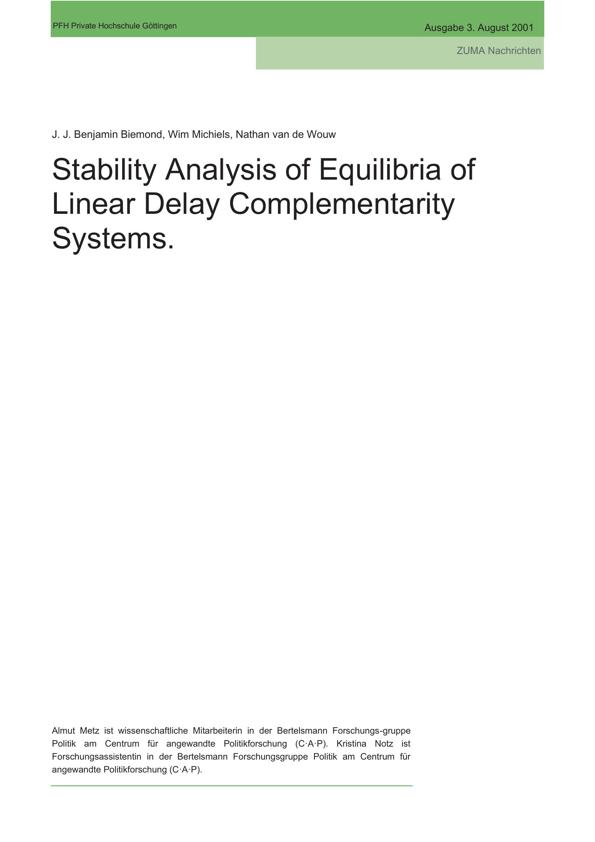 PFH Private Hochschule Göttingen
Ausgabe 3. August 2001
ZUMA Nachrichten
J. J. Benjamin Biemond, Wim Michiels, Nathan van de Wouw
Stability Analysis of Equilibria of
Linear Delay Complementarity
Systems.
Almut Metz ist wissenschaftliche Mitarbeiterin in der Bertelsmann Forschungs-gruppe
Politik am Centrum für angewandte Politikforschung (C·A·P). Kristina Notz ist
Forschungsassistentin in der Bertelsmann Forschungsgruppe Politik am Centrum für
angewandte Politikforschung (C·A·P).